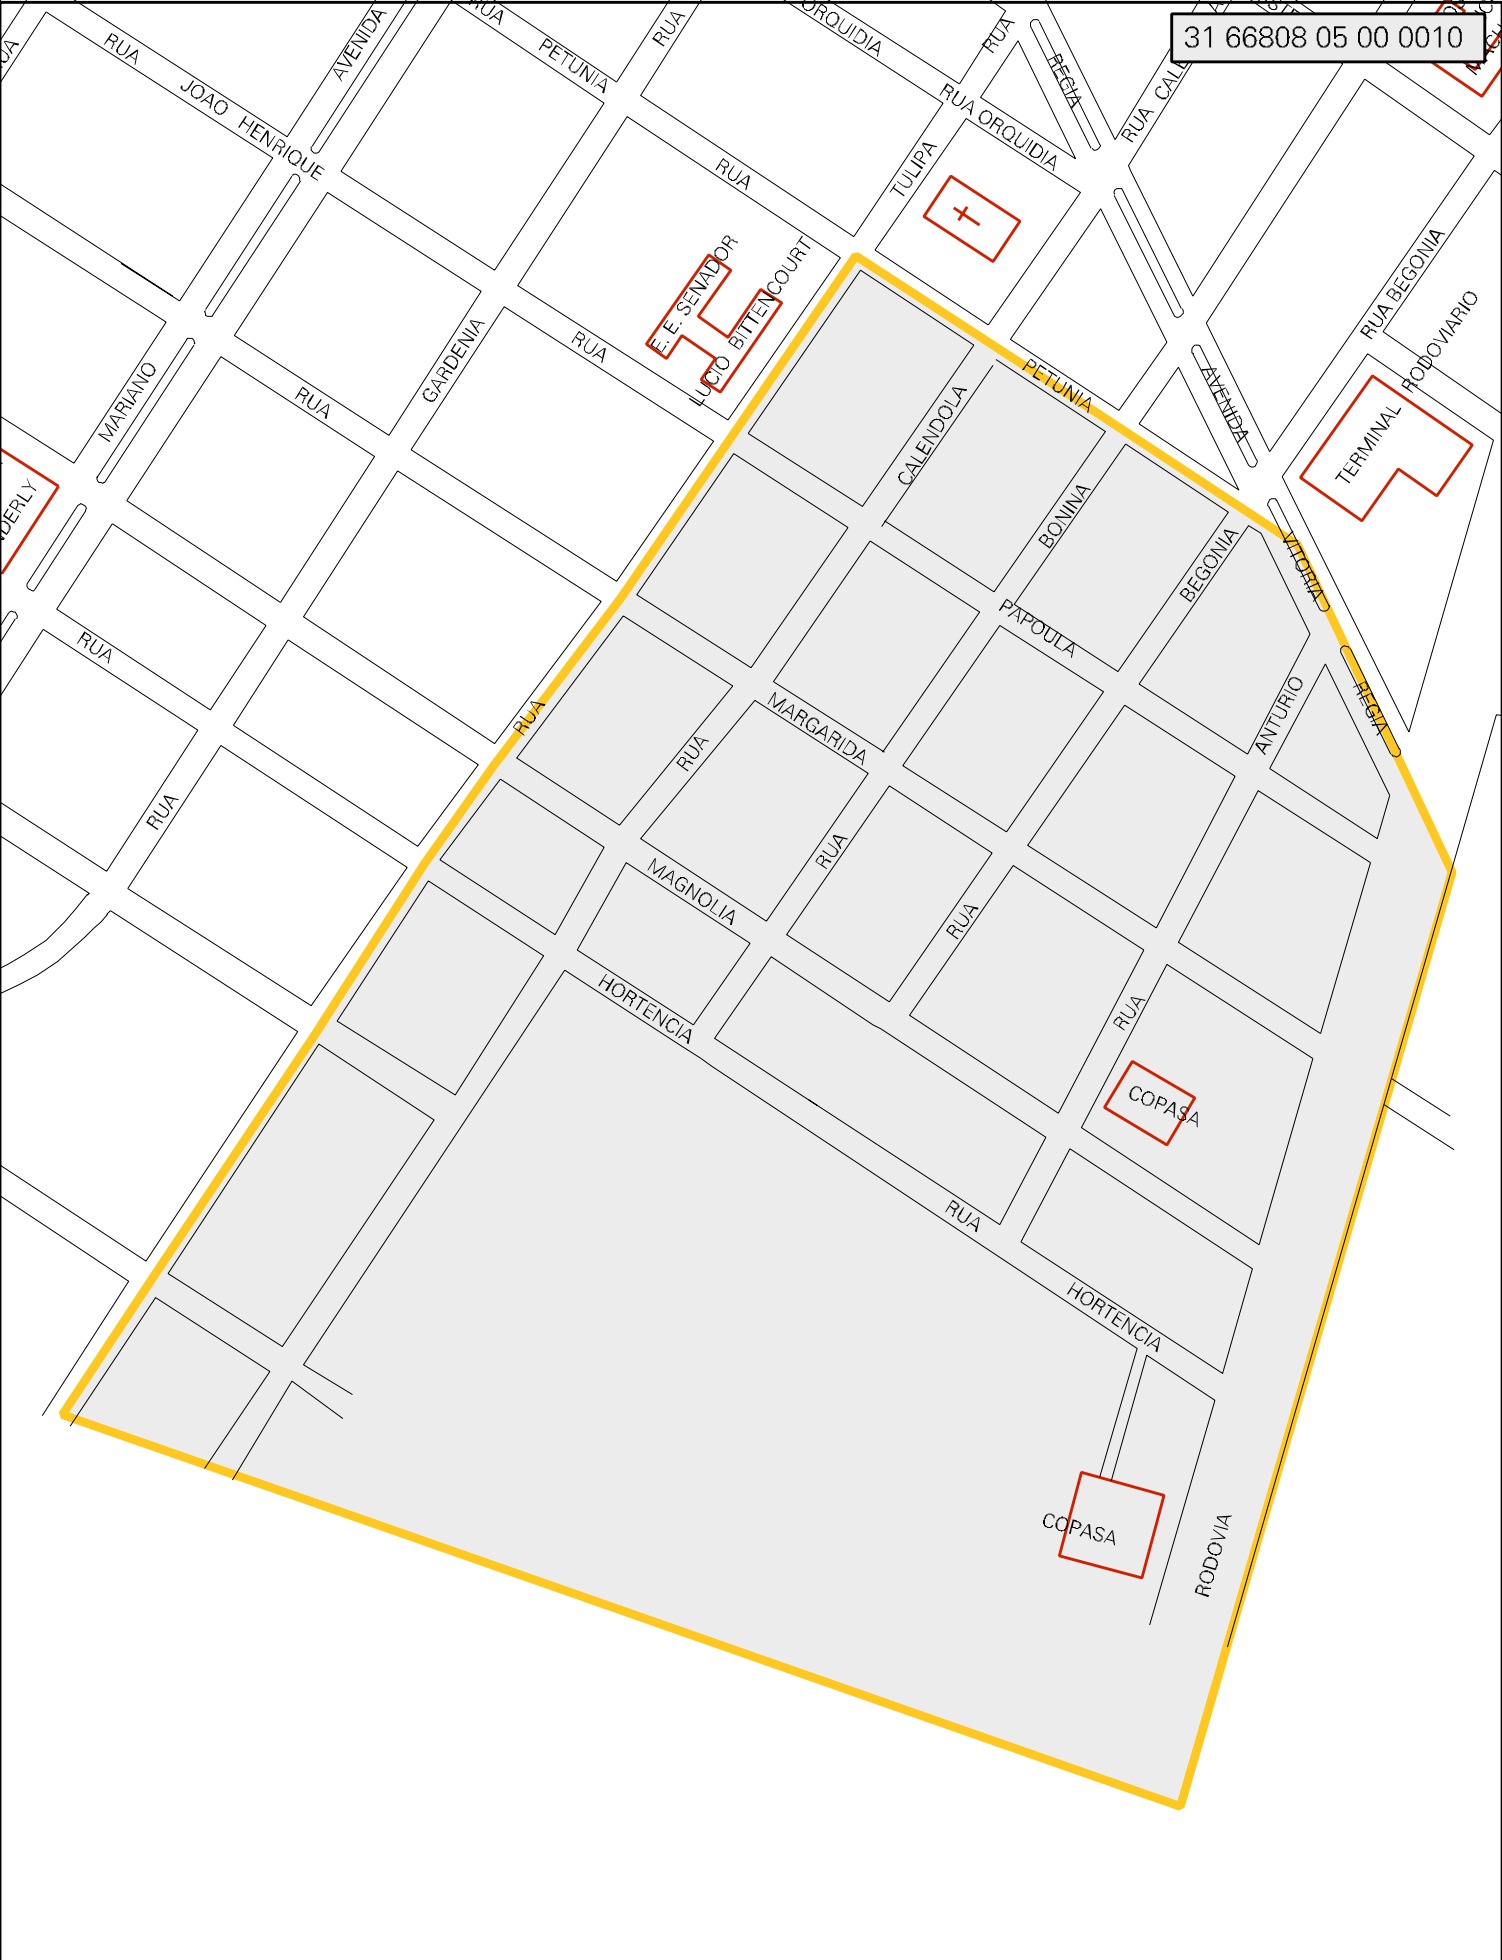 31 66808 05 00 0010
RUA
JOAO
HENRIQUE
AVENIDA
RUA
PETUNIA
RUA
ORQUIDIA
RUA
REGIA
RUA
RUA ORQUIDIA
TULIPA
RUA
E. E. SENADOR
LUCIO BITTENCOURT
RUA
GARDENIA
RUA
MARIANO
RUA
RUA BEGONIA
RODOVIARIO
TERMINAL
AVENIDA
PETUNIA
CALENDOLA
BONINA
BEGONIA
VITORIA
REGIA
PAPOULA
ANTURIO
MARGARIDA
RUA
RUA
RUA
RUA
MAGNOLIA
RUA
RUA
HORTENCIA
RUA
COPASA
RUA
HORTENCIA
COPASA
RODOVIA